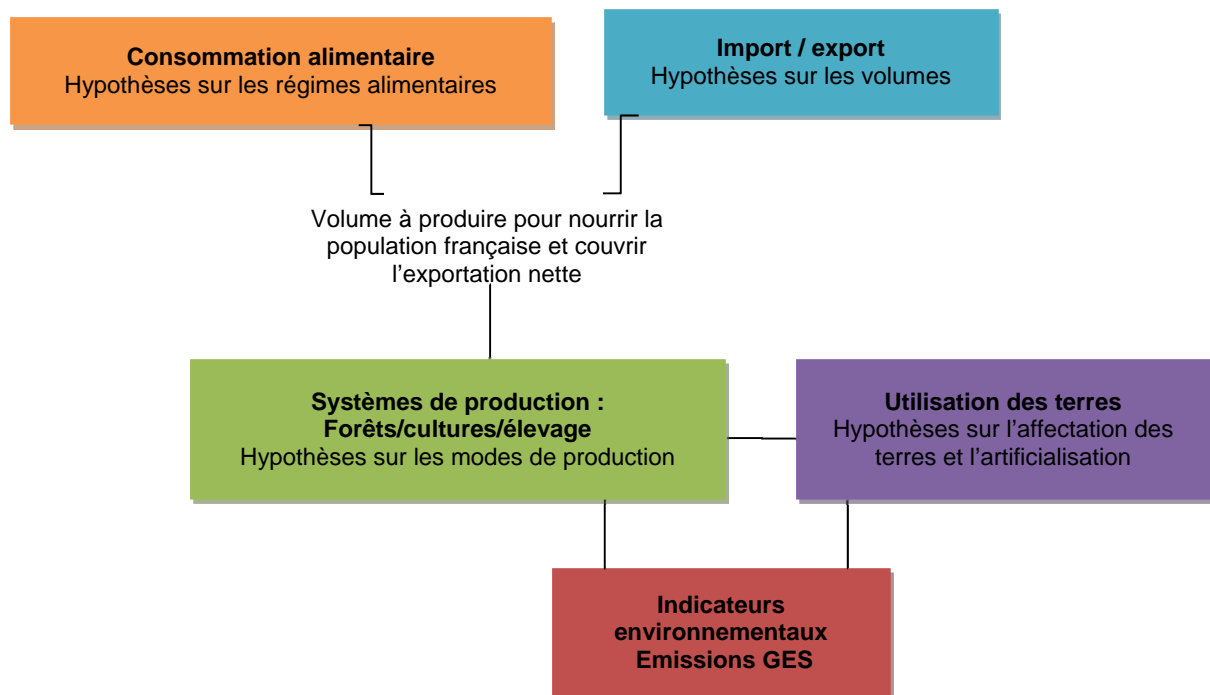 Consommation alimentaire
Hypothèses sur les régimes alimentaires
Import / export
Hypothèses sur les volumes
Volume à produire pour nourrir la
population française et couvrir
l’exportation nette
Systèmes de production :
Forêts/cultures/élevage
Hypothèses sur les modes de production
Utilisation des terres
Hypothèses sur l’affectation des
terres et l’artificialisation
Indicateurs
environnementaux
Emissions GES